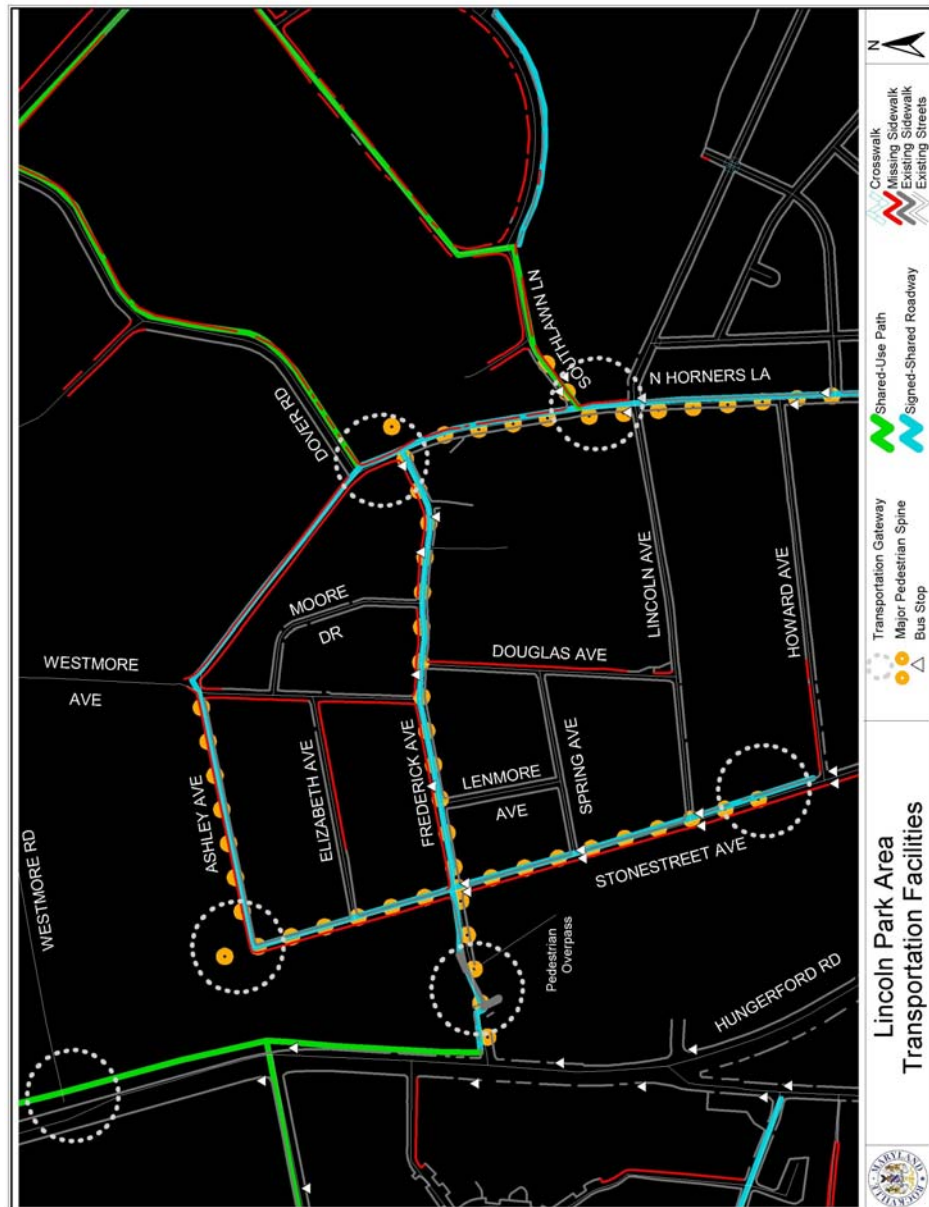 WESTMORE RD
WESTMORE
AVE
ASHLEY AVE
ELIZABETH AVE
MOORE
DR
DOVER RD
FREDERICK AVE
LENMORE
AVE
SPRING AVE
DOUGLAS AVE
LINCOLN AVE
HOWARD AVE
SOUTHLAWN LN
N HORNERS LA
STONESTREET AVE
Pedestrian
Overpass
HUNGERFORD RD
MARYLAND
ROCKVILLE
Lincoln Park Area
Transportation Facilities
Transportation Gateway
Major Pedestrian Spine
Bus Stop
Shared-Use Path
Signed-Shared Roadway
Crosswalk
Missing Sidewalk
Existing Sidewalk
Existing Streets
N